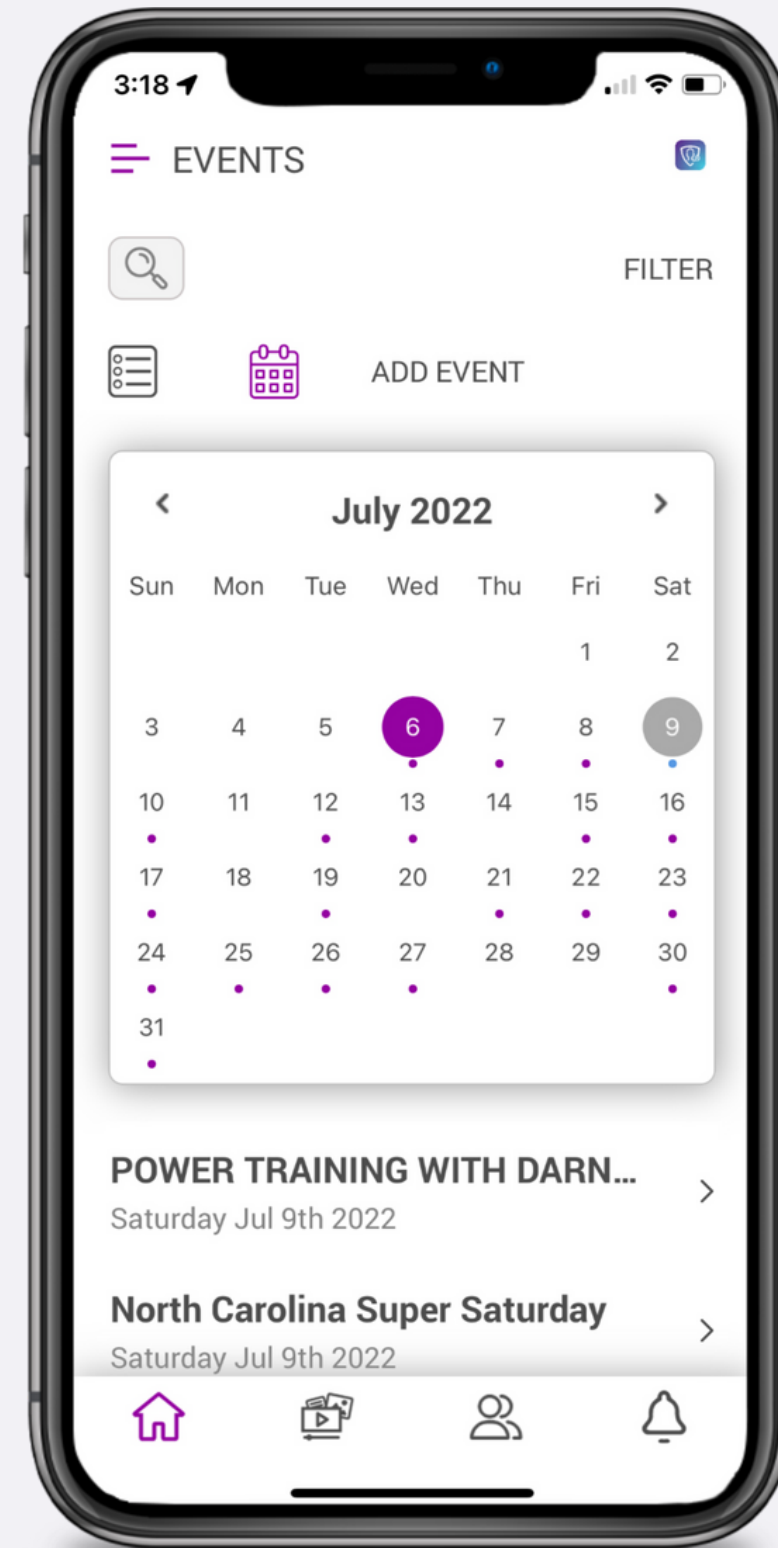 3:18
EVENTS
FILTER
ADD EVENT
July 2022
Sun Mon Tue Wed Thu Fri Sat
1 2
3 4 5 6 7 8 9
10 11 12 13 14 15 16
17 18 19 20 21 22 23
24 25 26 27 28 29 30
31
POWER TRAINING WITH DARN...
Saturday Jul 9th 2022
North Carolina Super Saturday
Saturday Jul 9th 2022